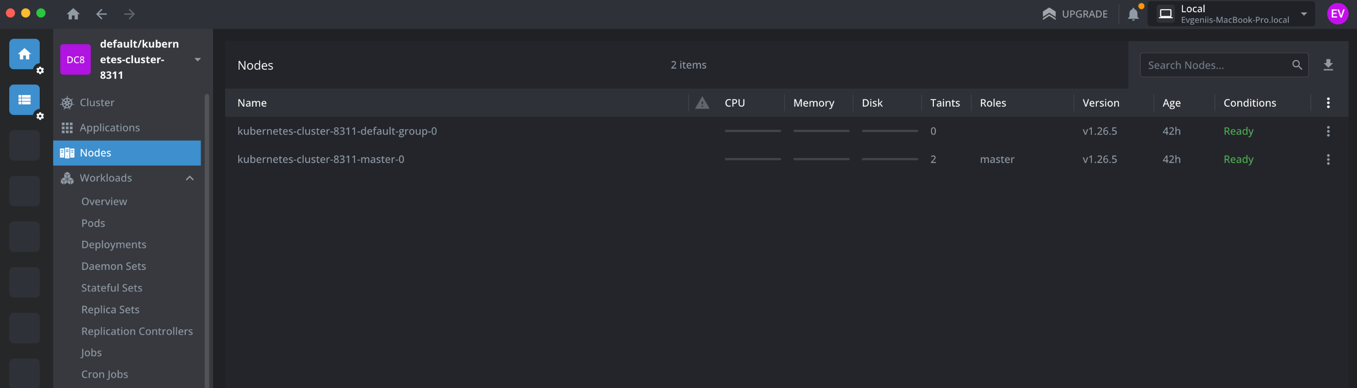 UPGRADE
Local
Evgeniis-MacBook-Pro.local
EV
DC8
default/kubern
etes-cluster-
8311
Cluster
Applications
Nodes
Workloads
Overview
Pods
Deployments
Daemon Sets
Stateful Sets
Replica Sets
Replication Controllers
Jobs
Cron Jobs
Nodes
2 items
Search Nodes...
Name CPU Memory Disk Taints Roles Version Age Conditions
kubernetes-cluster-8311-default-group-0 0 v1.26.5 42h Ready
kubernetes-cluster-8311-master-0 2 master v1.26.5 42h Ready